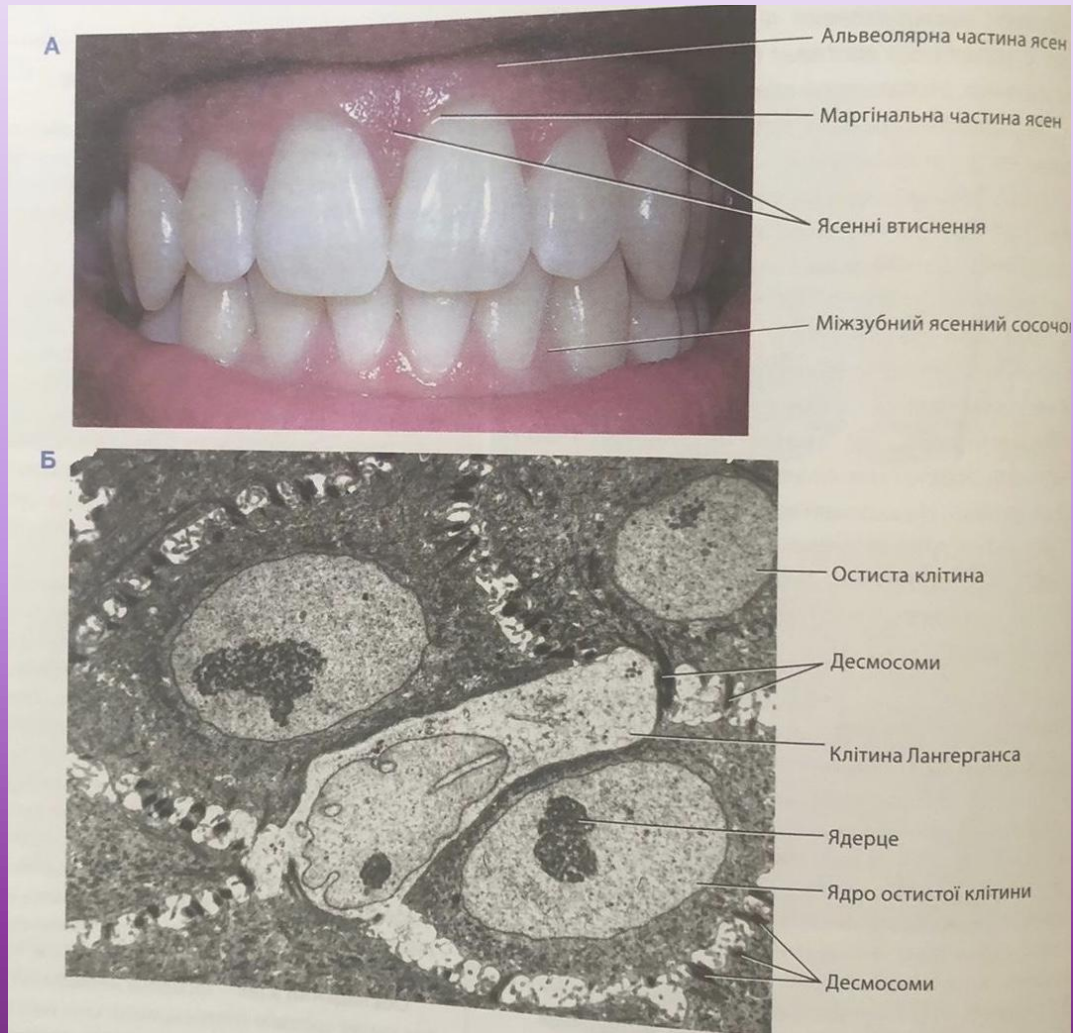 А
Альвеолярна частина ясен
Маргінальна частина ясен
Ясенні втиснення
Міжзубний ясенний сосочо
Б
Остиста клітина
Десмосоми
Клітина Лангерганса
Ядерце
Ядро остистої клітини
Десмосоми